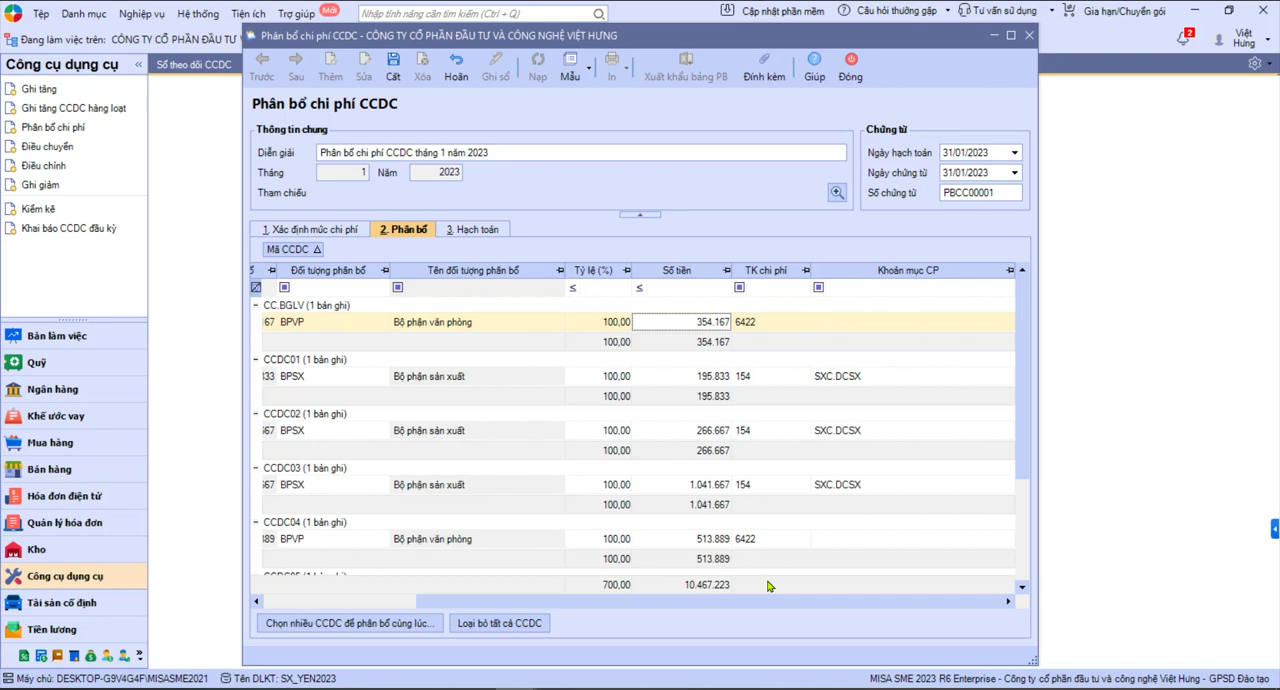 Tệp Danh mục Nghiệp vụ Hệ thống Tiện ích Trợ giúp Mới Nhập tính năng cần tìm kiếm (Ctrl + Q) Cập nhật phần mềm Câu hỏi thường gặp Tư vấn sử dụng Gia hạn/Chuyển gói
Đang làm việc trên: CÔNG TY CỔ PHẦN ĐẦU TƯ V
2 Việt Hưng
Công cụ dụng cụ «
Số theo dõi CCDC
Ghi tăng
Ghi tăng CCDC hàng loạt
Phân bổ chi phí
Điều chuyển
Điều chỉnh
Ghi giảm
Kiểm kê
Khai báo CCDC đầu kỳ
Bàn làm việc
Quỹ
Ngân hàng
Khế ước vay
Mua hàng
Bán hàng
Hóa đơn điện tử
Quản lý hóa đơn
Kho
Công cụ dụng cụ
Tài sản cố định
Tiền lương
Phân bổ chi phí CCDC - CÔNG TY CỔ PHẦN ĐẦU TƯ VÀ CÔNG NGHỆ VIỆT HƯNG
Trước Sau Thêm Sửa Cất Xóa Hoãn Ghi sổ Nạp Mẫu In Xuất khẩu bảng PB Đính kèm Giúp Đóng
Phân bổ chi phí CCDC
Thông tin chung
Diễn giải Phân bổ chi phí CCDC tháng 1 năm 2023
Tháng 1 Năm 2023
Tham chiếu
Chứng từ
Ngày hạch toán 31/01/2023
Ngày chứng từ 31/01/2023
Số chứng từ PBCC00001
1. Xác định mức chi phí 2. Phân bổ 3. Hạch toán
Mã CCDC
Đối tượng phân bổ Tên đối tượng phân bổ Tỷ lệ (%) Số tiền TK chi phí Khoản mục CP
≤ ≤
CC.BGLV (1 bản ghi)
67 BPVP Bộ phận văn phòng 100,00 354.167 6422
100,00 354.167
CCDC01 (1 bản ghi)
333 BPSX Bộ phận sản xuất 100,00 195.833 154 SXC.DCSX
100,00 195.833
CCDC02 (1 bản ghi)
667 BPSX Bộ phận sản xuất 100,00 266.667 154 SXC.DCSX
100,00 266.667
CCDC03 (1 bản ghi)
667 BPSX Bộ phận sản xuất 100,00 1.041.667 154 SXC.DCSX
100,00 1.041.667
CCDC04 (1 bản ghi)
389 BPVP Bộ phận văn phòng 100,00 513.889 6422
100,00 513.889
700,00 10.467.223
Chọn nhiều CCDC để phân bổ cùng lúc... Loại bỏ tất cả CCDC
Máy chủ: DESKTOP-G9V4G4F\MISASME2021 Tên DLKT: SX_YEN2023 MISA SME 2023 R6 Enterprise - Công ty cổ phần đầu tư và công nghệ Việt Hưng - GPSD Đào tạo